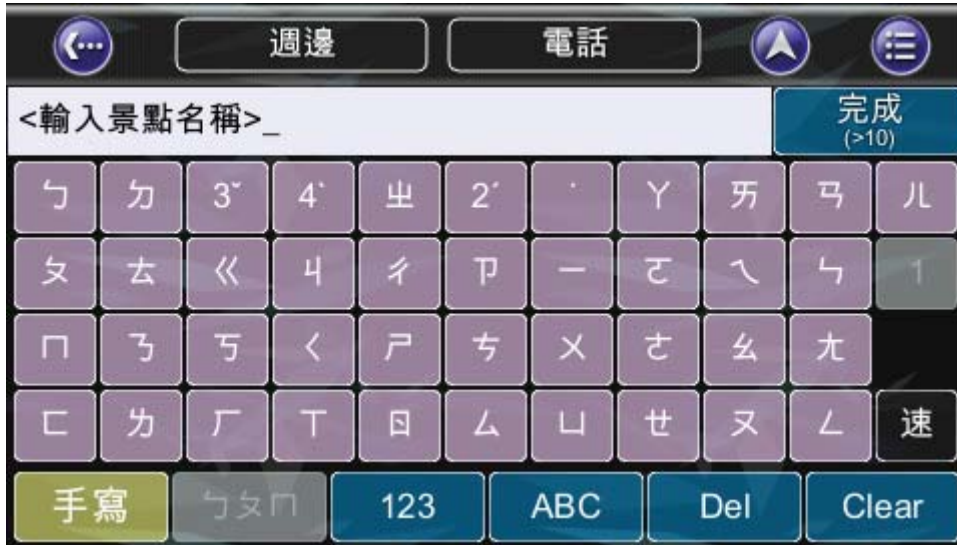 週邊 電話
<輸入景點名稱>_ 完成
(>10)
ㄅ ㄉ 3ˇ 4ˋ ㄓ 2ˊ ˙ ㄚ ㄞ ㄢ ㄦ
ㄆ ㄊ ㄍ ㄐ ㄔ ㄗ ㄧ ㄛ ㄟ ㄣ 1
ㄇ ㄋ ㄎ ㄑ ㄕ ㄘ ㄨ ㄜ ㄠ ㄤ
ㄈ ㄌ ㄏ ㄒ ㄖ ㄙ ㄩ ㄝ ㄡ ㄥ 速
手寫 ㄅㄆㄇ 123 ABC Del Clear